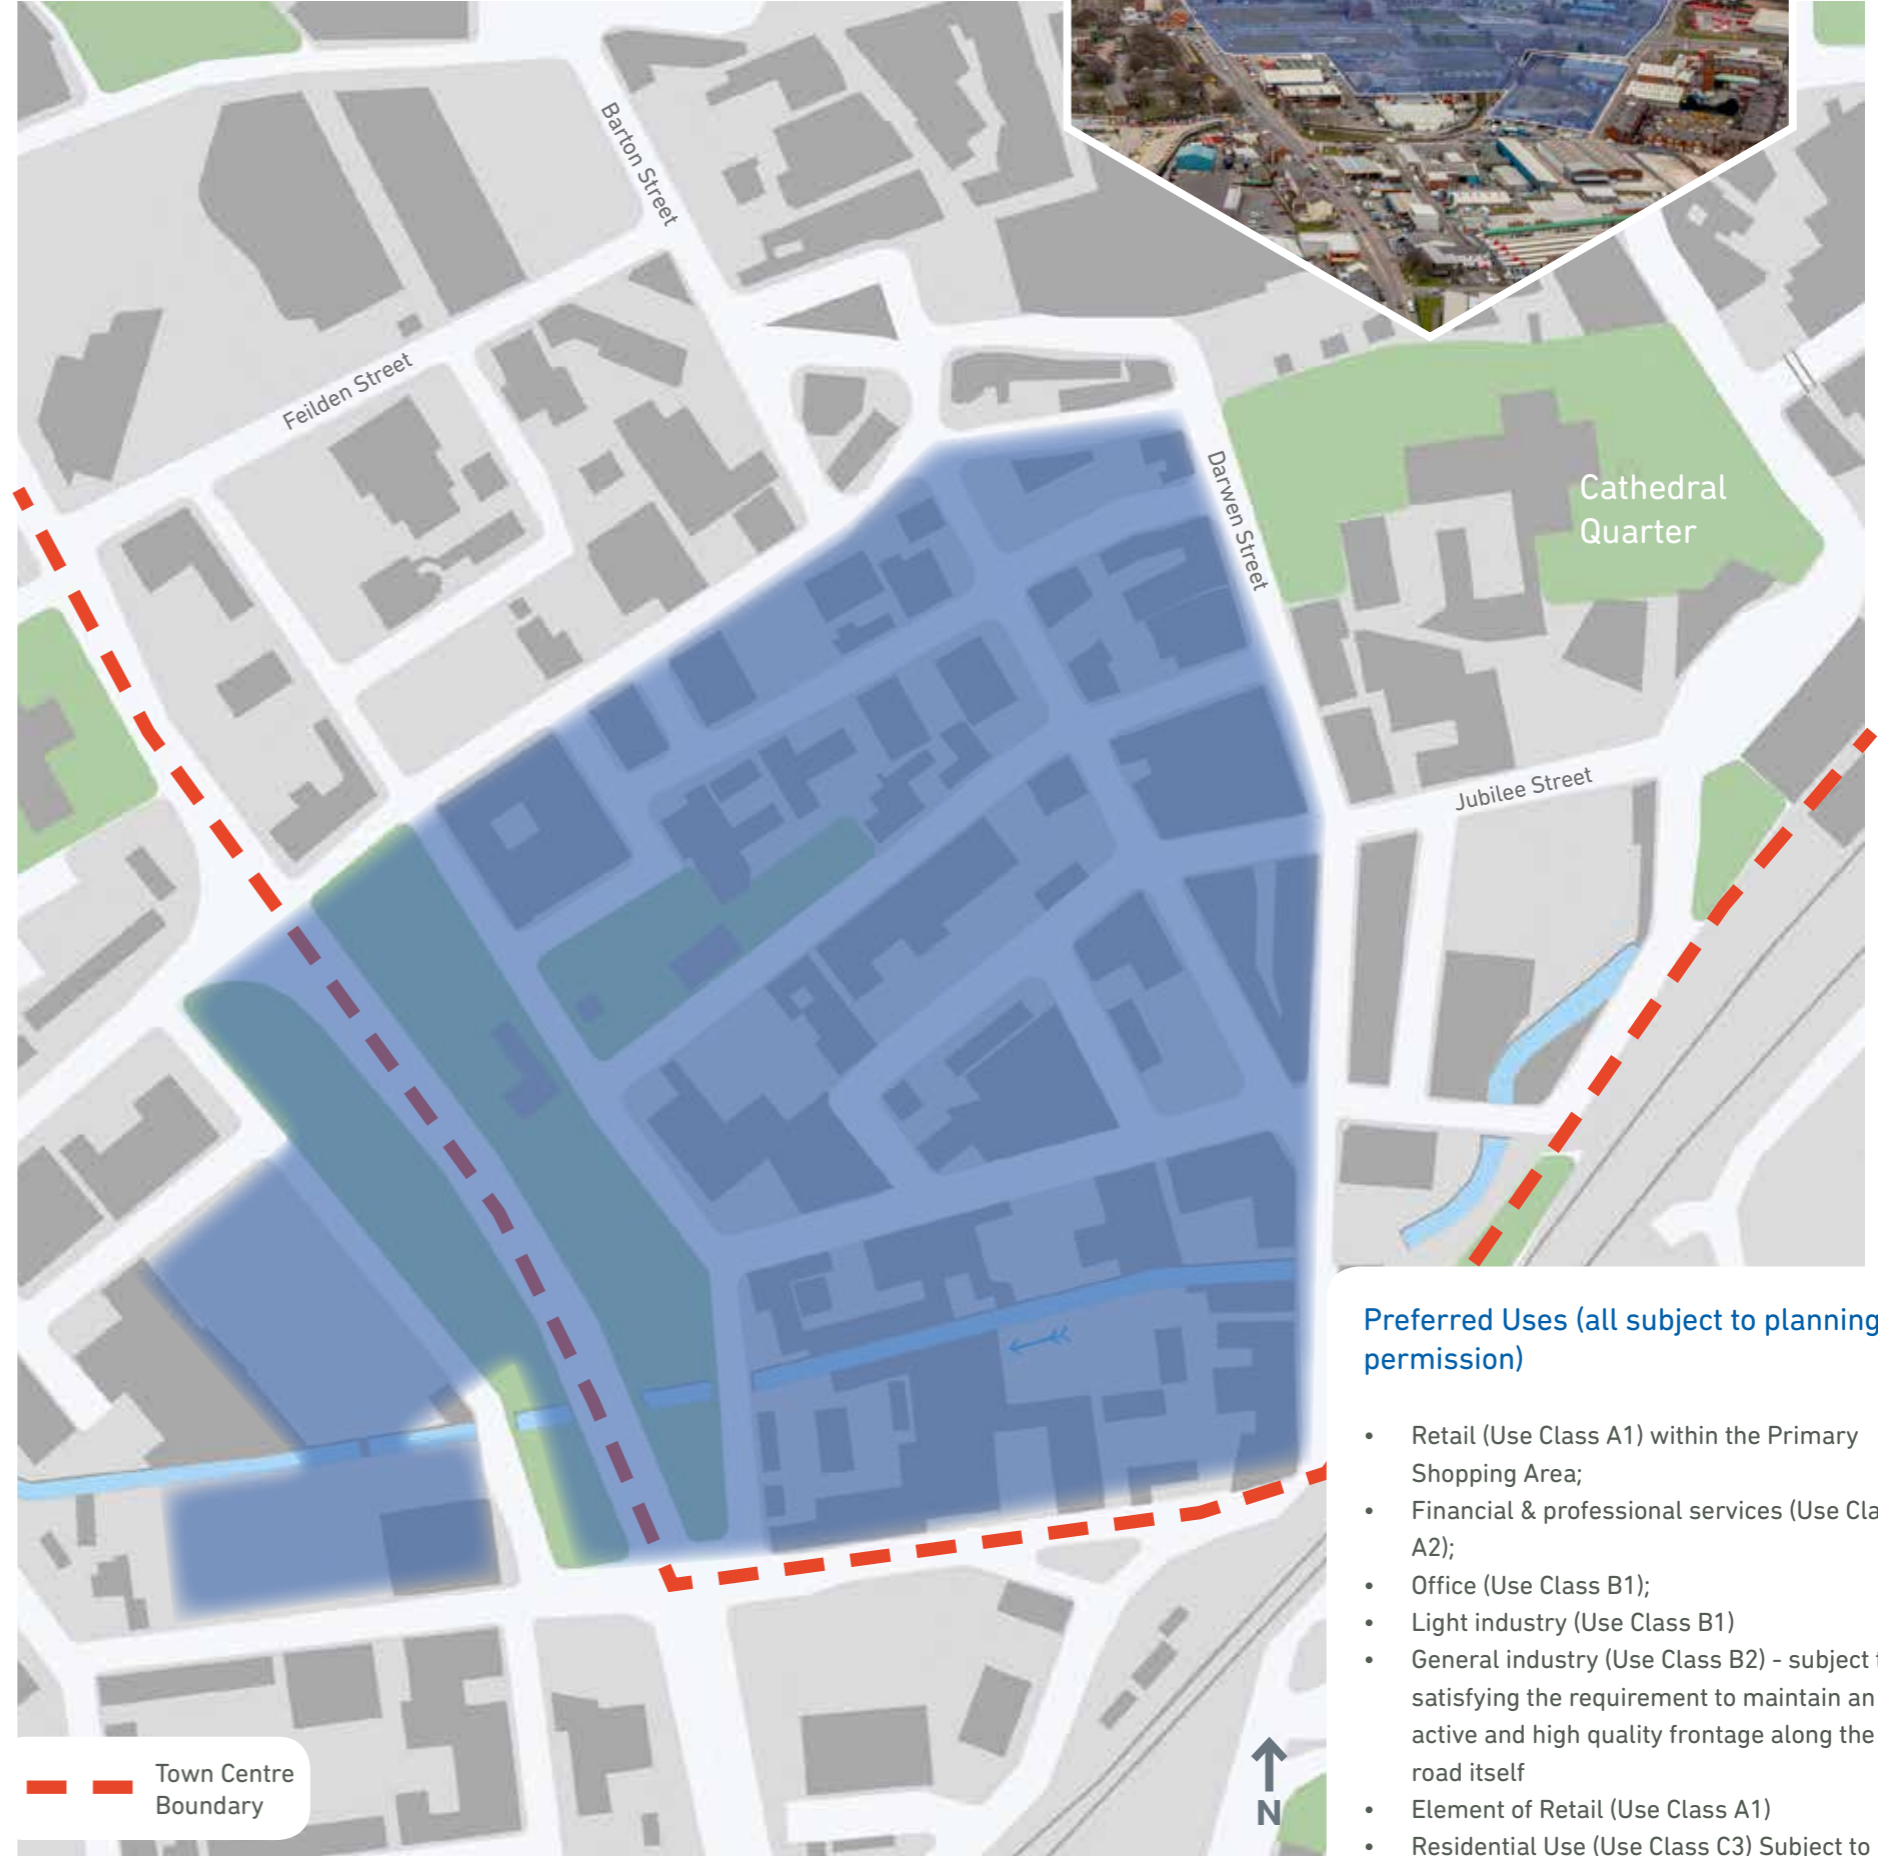 Barton Street
Feilden Street
Darwen Street
Cathedral
Quarter
Jubilee Street
Preferred Uses (all subject to planning
permission)
• Retail (Use Class A1) within the Primary
Shopping Area;
• Financial & professional services (Use Cla
A2);
• Office (Use Class B1);
• Light industry (Use Class B1)
• General industry (Use Class B2) - subject t
satisfying the requirement to maintain an
active and high quality frontage along the
road itself
• Element of Retail (Use Class A1)
• Residential Use (Use Class C3) Subject to
Town Centre
Boundary
N